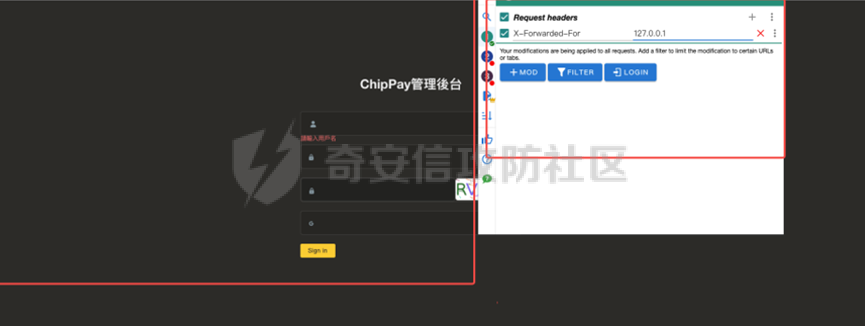 Request headers
X-Forwarded-For 127.0.0.1
Your modifications are being applied to all requests. Add a filter to limit the modification to certain URLs
or tabs.
+ MOD FILTER LOGIN
ChipPay管理後台
請輸入用戶名
RV
Sign in
奇安信攻防社区